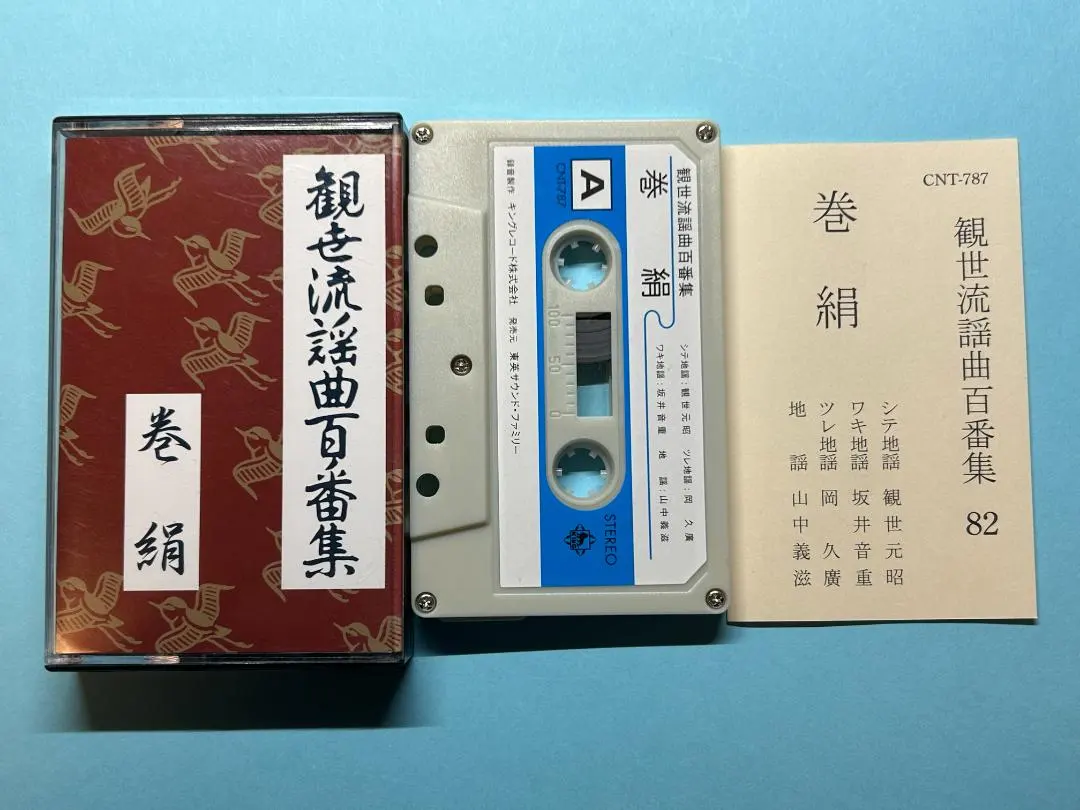 観世流謡曲百番集
巻絹
A
CNT-787
観世流謡曲百番集
巻絹
シテ地謡：観世元昭 ツレ地謡：岡久廣
ワキ地謡：坂井音重 地謡：山中義滋
100 50 0
STEREO
録音製作 キングレコード株式会社 発売元 東英サウンド・ファミリー
CNT-787
観世流謡曲百番集 82
巻絹
シテ地謡 観世元昭
ワキ地謡 坂井音重
ツレ地謡 岡久廣
地謡 山中義滋